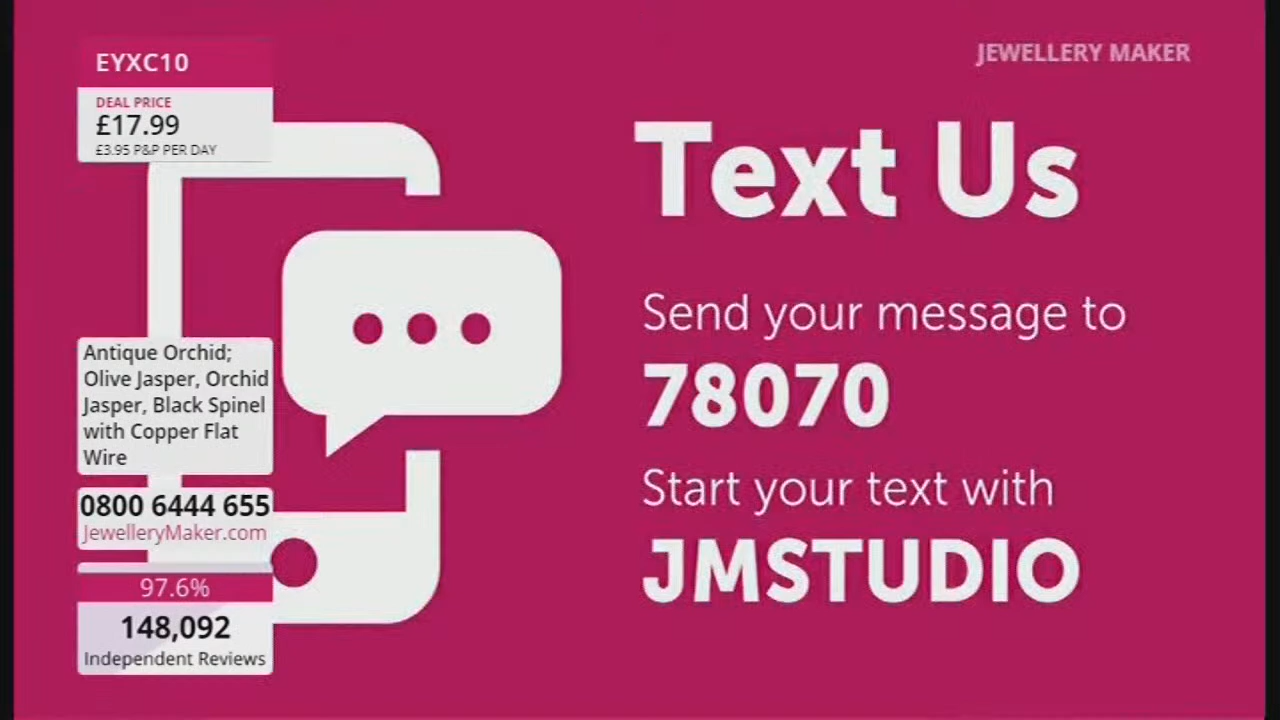 EYXC10
DEAL PRICE
£17.99
£3.95 P&P PER DAY
Antique Orchid;
Olive Jasper, Orchid
Jasper, Black Spinel
with Copper Flat
Wire
0800 6444 655
JewelleryMaker.com
97.6%
148,092
Independent Reviews
JEWELLERY MAKER
Text Us
Send your message to
78070
Start your text with
JMSTUDIO